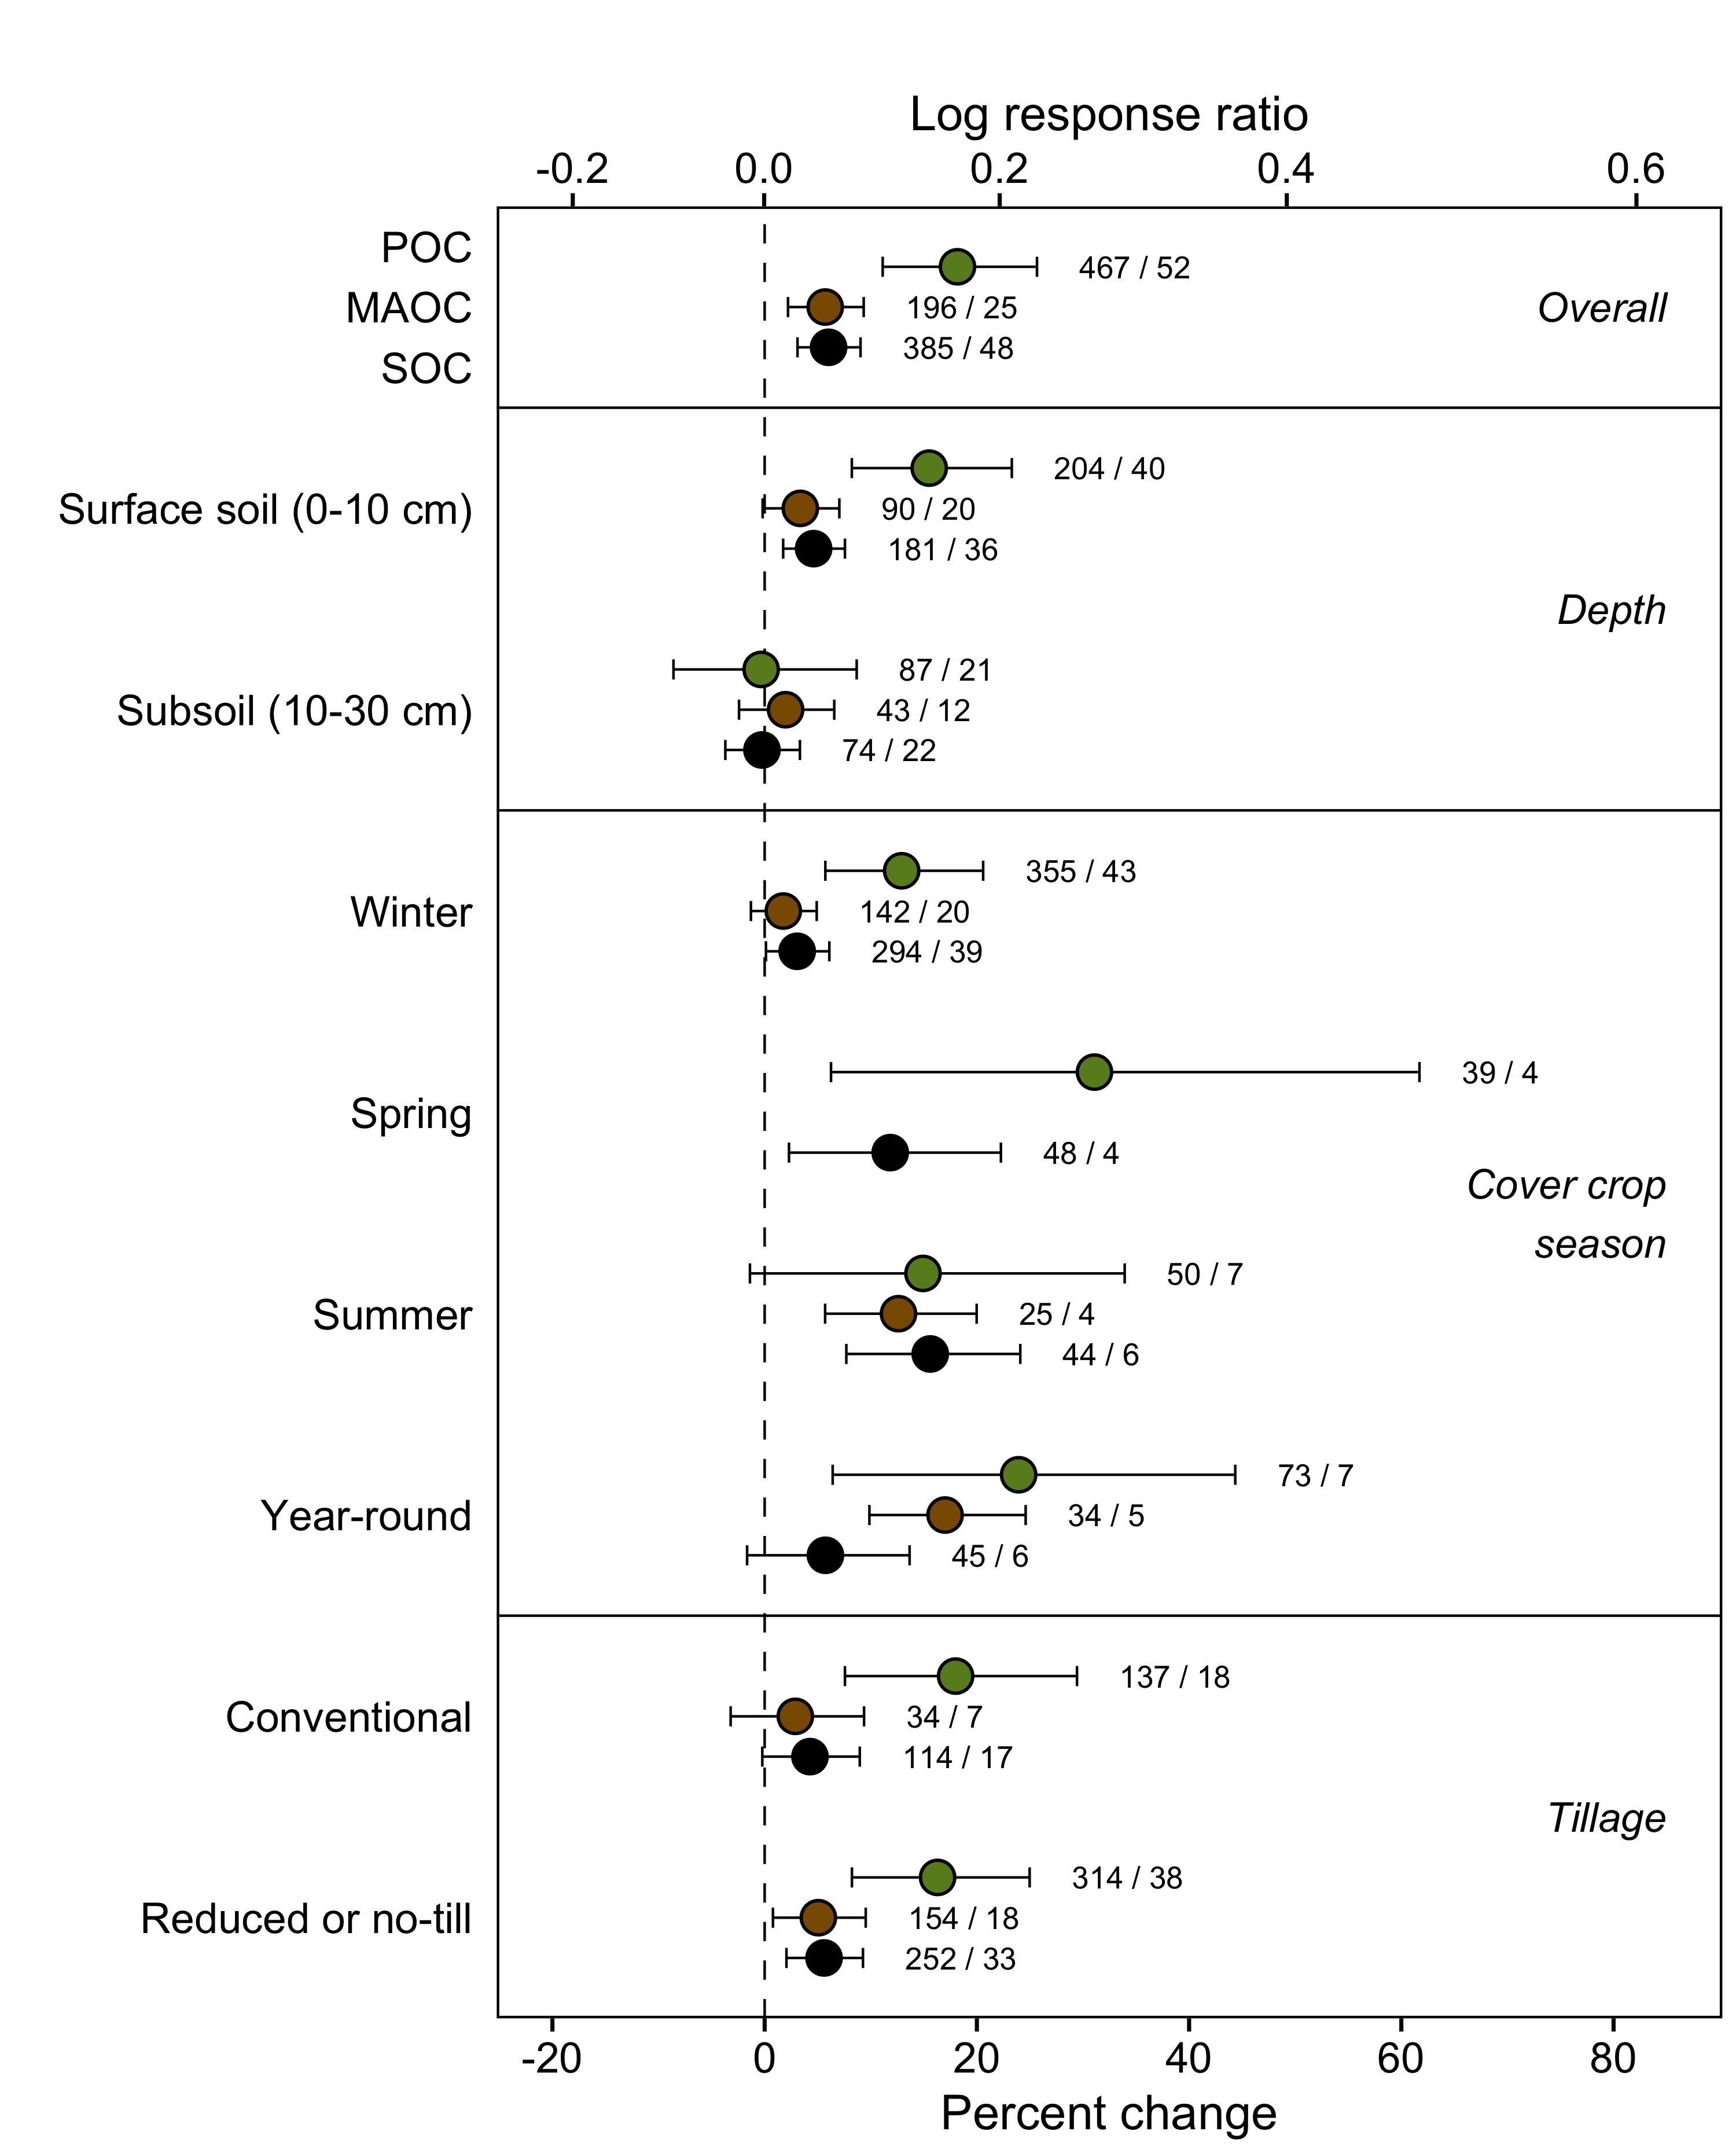 Log response ratio
-0.2 0.0 0.2 0.4 0.6
POC
467 / 52
MAOC
196 / 25
Overall
SOC
385 / 48
204 / 40
Surface soil (0-10 cm)
90 / 20
181 / 36
Depth
87 / 21
Subsoil (10-30 cm)
43 / 12
74 / 22
355 / 43
Winter
142 / 20
294 / 39
39 / 4
Spring
48 / 4
Cover crop
season
50 / 7
Summer
25 / 4
44 / 6
73 / 7
Year-round
34 / 5
45 / 6
137 / 18
Conventional
34 / 7
114 / 17
Tillage
314 / 38
Reduced or no-till
154 / 18
252 / 33
-20 0 20 40 60 80
Percent change